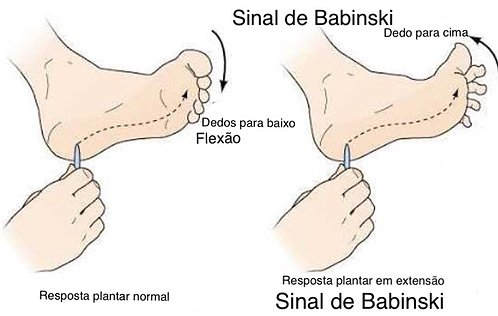 Sinal de Babinski
Dedo para cima
Dedos para baixo
Flexão
Resposta plantar normal
Resposta plantar em extensão
Sinal de Babinski